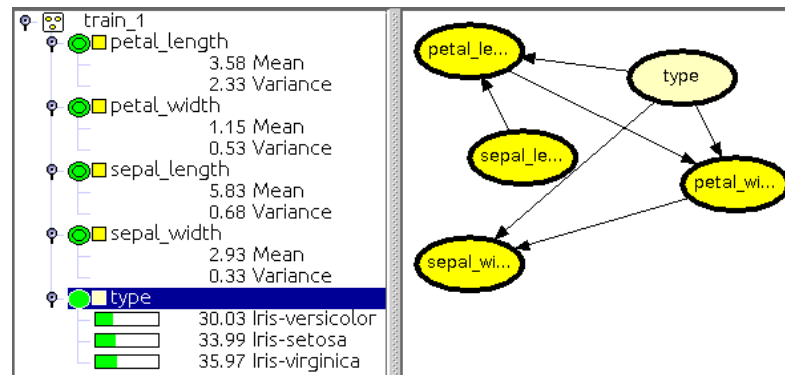 train_1
petal_length
3.58 Mean
2.33 Variance
petal_width
1.15 Mean
0.53 Variance
sepal_length
5.83 Mean
0.68 Variance
sepal_width
2.93 Mean
0.33 Variance
type
30.03 Iris-versicolor
33.99 Iris-setosa
35.97 Iris-virginica
petal_le...
type
sepal_le...
petal_wi...
sepal_wi...